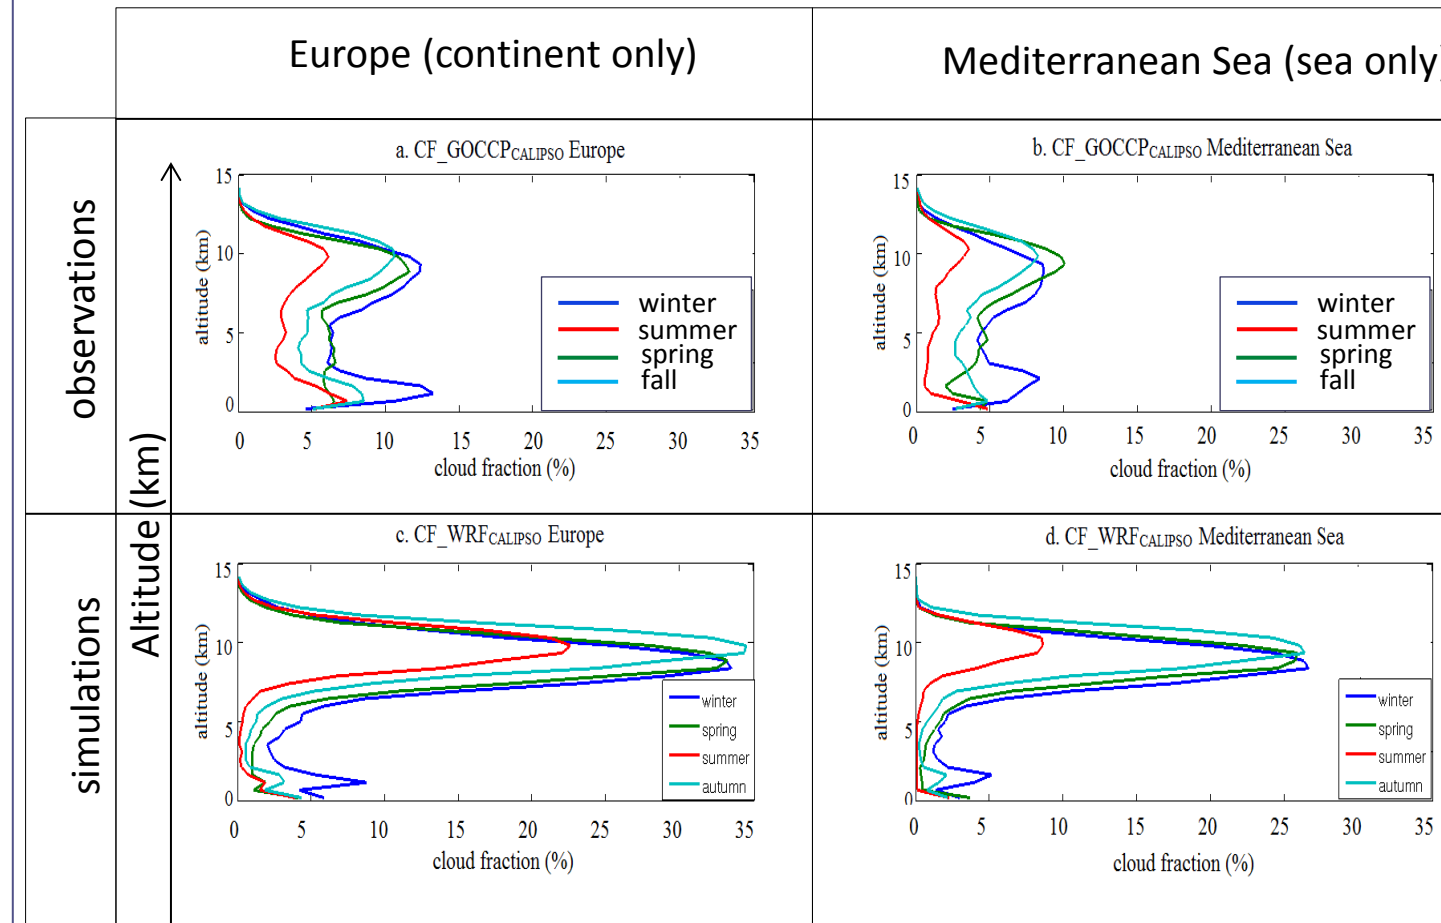 Europe (continent only)
Mediterranean Sea (sea only)
observations
Altitude (km)
simulations
a. CF_GOCCPCALIPSO Europe
altitude (km)
15
10
5
0
winter
summer
spring
fall
0 5 10 15 20 25 30 35
cloud fraction (%)
b. CF_GOCCPCALIPSO Mediterranean Sea
altitude (km)
15
10
5
0
winter
summer
spring
fall
0 5 10 15 20 25 30 35
cloud fraction (%)
c. CF_WRFCALIPSO Europe
altitude (km)
15
10
5
0
winter
spring
summer
autumn
0 5 10 15 20 25 30 35
cloud fraction (%)
d. CF_WRFCALIPSO Mediterranean Sea
altitude (km)
15
10
5
0
winter
spring
summer
autumn
0 5 10 15 20 25 30 35
cloud fraction (%)